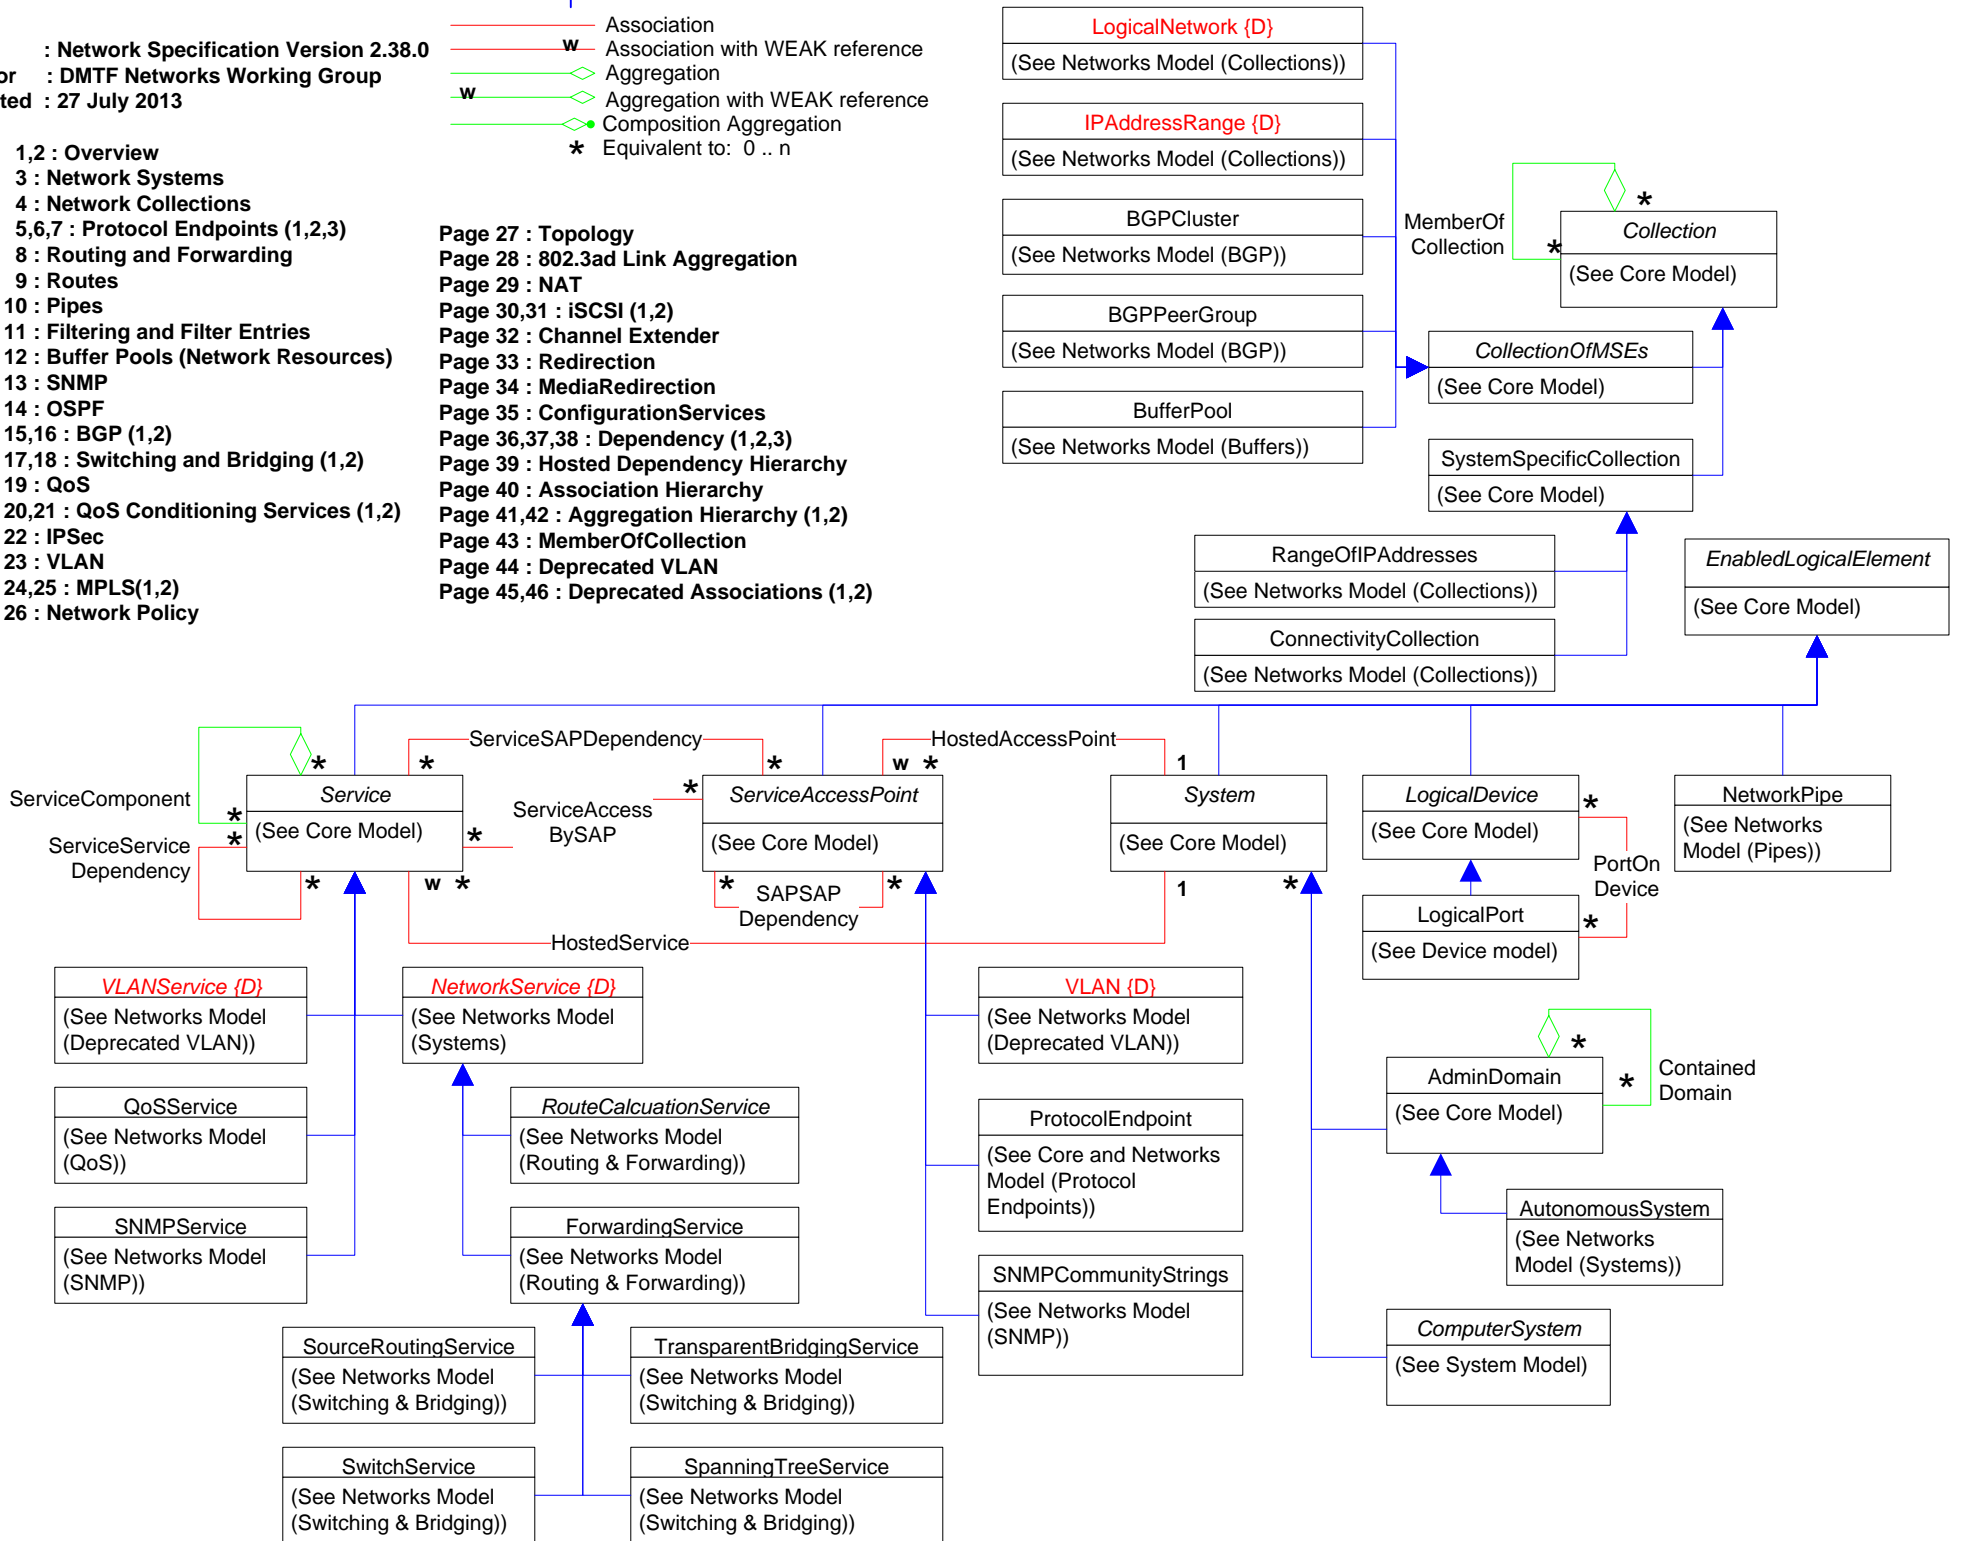 Association
w
Association with WEAK reference
Aggregation
w
Aggregation with WEAK reference
Composition Aggregation
* Equivalent to: 0 .. n
: Network Specification Version 2.38.0
or : DMTF Networks Working Group
ted : 27 July 2013
1,2 : Overview
3 : Network Systems
4 : Network Collections
5,6,7 : Protocol Endpoints (1,2,3)
8 : Routing and Forwarding
9 : Routes
10 : Pipes
11 : Filtering and Filter Entries
12 : Buffer Pools (Network Resources)
13 : SNMP
14 : OSPF
15,16 : BGP (1,2)
17,18 : Switching and Bridging (1,2)
19 : QoS
20,21 : QoS Conditioning Services (1,2)
22 : IPSec
23 : VLAN
24,25 : MPLS(1,2)
26 : Network Policy
Page 27 : Topology
Page 28 : 802.3ad Link Aggregation
Page 29 : NAT
Page 30,31 : iSCSI (1,2)
Page 32 : Channel Extender
Page 33 : Redirection
Page 34 : MediaRedirection
Page 35 : ConfigurationServices
Page 36,37,38 : Dependency (1,2,3)
Page 39 : Hosted Dependency Hierarchy
Page 40 : Association Hierarchy
Page 41,42 : Aggregation Hierarchy (1,2)
Page 43 : MemberOfCollection
Page 44 : Deprecated VLAN
Page 45,46 : Deprecated Associations (1,2)
LogicalNetwork {D}
(See Networks Model (Collections))
IPAddressRange {D}
(See Networks Model (Collections))
BGPCluster
(See Networks Model (BGP))
BGPPeerGroup
(See Networks Model (BGP))
BufferPool
(See Networks Model (Buffers))
MemberOf
Collection
*
*
Collection
(See Core Model)
CollectionOfMSEs
(See Core Model)
SystemSpecificCollection
(See Core Model)
RangeOfIPAddresses
(See Networks Model (Collections))
ConnectivityCollection
(See Networks Model (Collections))
EnabledLogicalElement
(See Core Model)
ServiceComponent
*
*
ServiceService
Dependency
*
*
Service
(See Core Model)
*
ServiceSAPDependency
*
*
ServiceAccess
BySAP
*
w *
HostedService
1
ServiceAccessPoint
(See Core Model)
*
SAPSAP
Dependency
*
w *
HostedAccessPoint
1
System
(See Core Model)
*
LogicalDevice
(See Core Model)
*
PortOn
Device
*
LogicalPort
(See Device model)
NetworkPipe
(See Networks
Model (Pipes))
VLANService {D}
(See Networks Model
(Deprecated VLAN))
NetworkService {D}
(See Networks Model
(Systems)
QoSService
(See Networks Model
(QoS))
RouteCalcuationService
(See Networks Model
(Routing & Forwarding))
SNMPService
(See Networks Model
(SNMP))
ForwardingService
(See Networks Model
(Routing & Forwarding))
SourceRoutingService
(See Networks Model
(Switching & Bridging))
TransparentBridgingService
(See Networks Model
(Switching & Bridging))
SwitchService
(See Networks Model
(Switching & Bridging))
SpanningTreeService
(See Networks Model
(Switching & Bridging))
VLAN {D}
(See Networks Model
(Deprecated VLAN))
ProtocolEndpoint
(See Core and Networks
Model (Protocol
Endpoints))
SNMPCommunityStrings
(See Networks Model
(SNMP))
*
*
Contained
Domain
AdminDomain
(See Core Model)
AutonomousSystem
(See Networks
Model (Systems))
ComputerSystem
(See System Model)